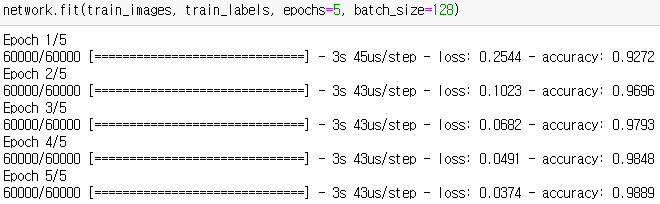 network.fit(train_images, train_labels, epochs=5, batch_size=128)
Epoch 1/5
60000/60000 [==============================] - 3s 45us/step - loss: 0.2544 - accuracy: 0.9272
Epoch 2/5
60000/60000 [==============================] - 3s 43us/step - loss: 0.1023 - accuracy: 0.9696
Epoch 3/5
60000/60000 [==============================] - 3s 43us/step - loss: 0.0682 - accuracy: 0.9793
Epoch 4/5
60000/60000 [==============================] - 3s 43us/step - loss: 0.0491 - accuracy: 0.9848
Epoch 5/5
60000/60000 [==============================] - 3s 43us/step - loss: 0.0374 - accuracy: 0.9889